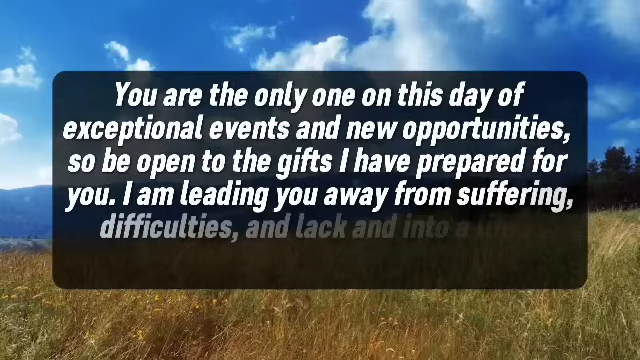 You are the only one on this day of
exceptional events and new opportunities,
so be open to the gifts I have prepared for
you. I am leading you away from suffering,
difficulties, and lack and into a